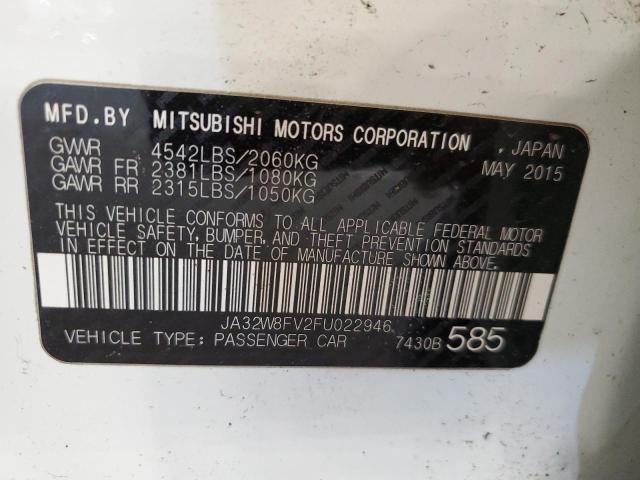 MFD.BY MITSUBISHI MOTORS CORPORATION , JAPAN
GVWR 4542LBS/2060KG MAY 2015
GAWR FR 2381LBS/1080KG
GAWR RR 2315LBS/1050KG
THIS VEHICLE CONFORMS TO ALL APPLICABLE FEDERAL MOTOR
VEHICLE SAFETY, BUMPER, AND THEFT PREVENTION STANDARDS
IN EFFECT ON THE DATE OF MANUFACTURE SHOWN ABOVE.
JA32W8FV2FU022946
VEHICLE TYPE: PASSENGER CAR 7430B 585